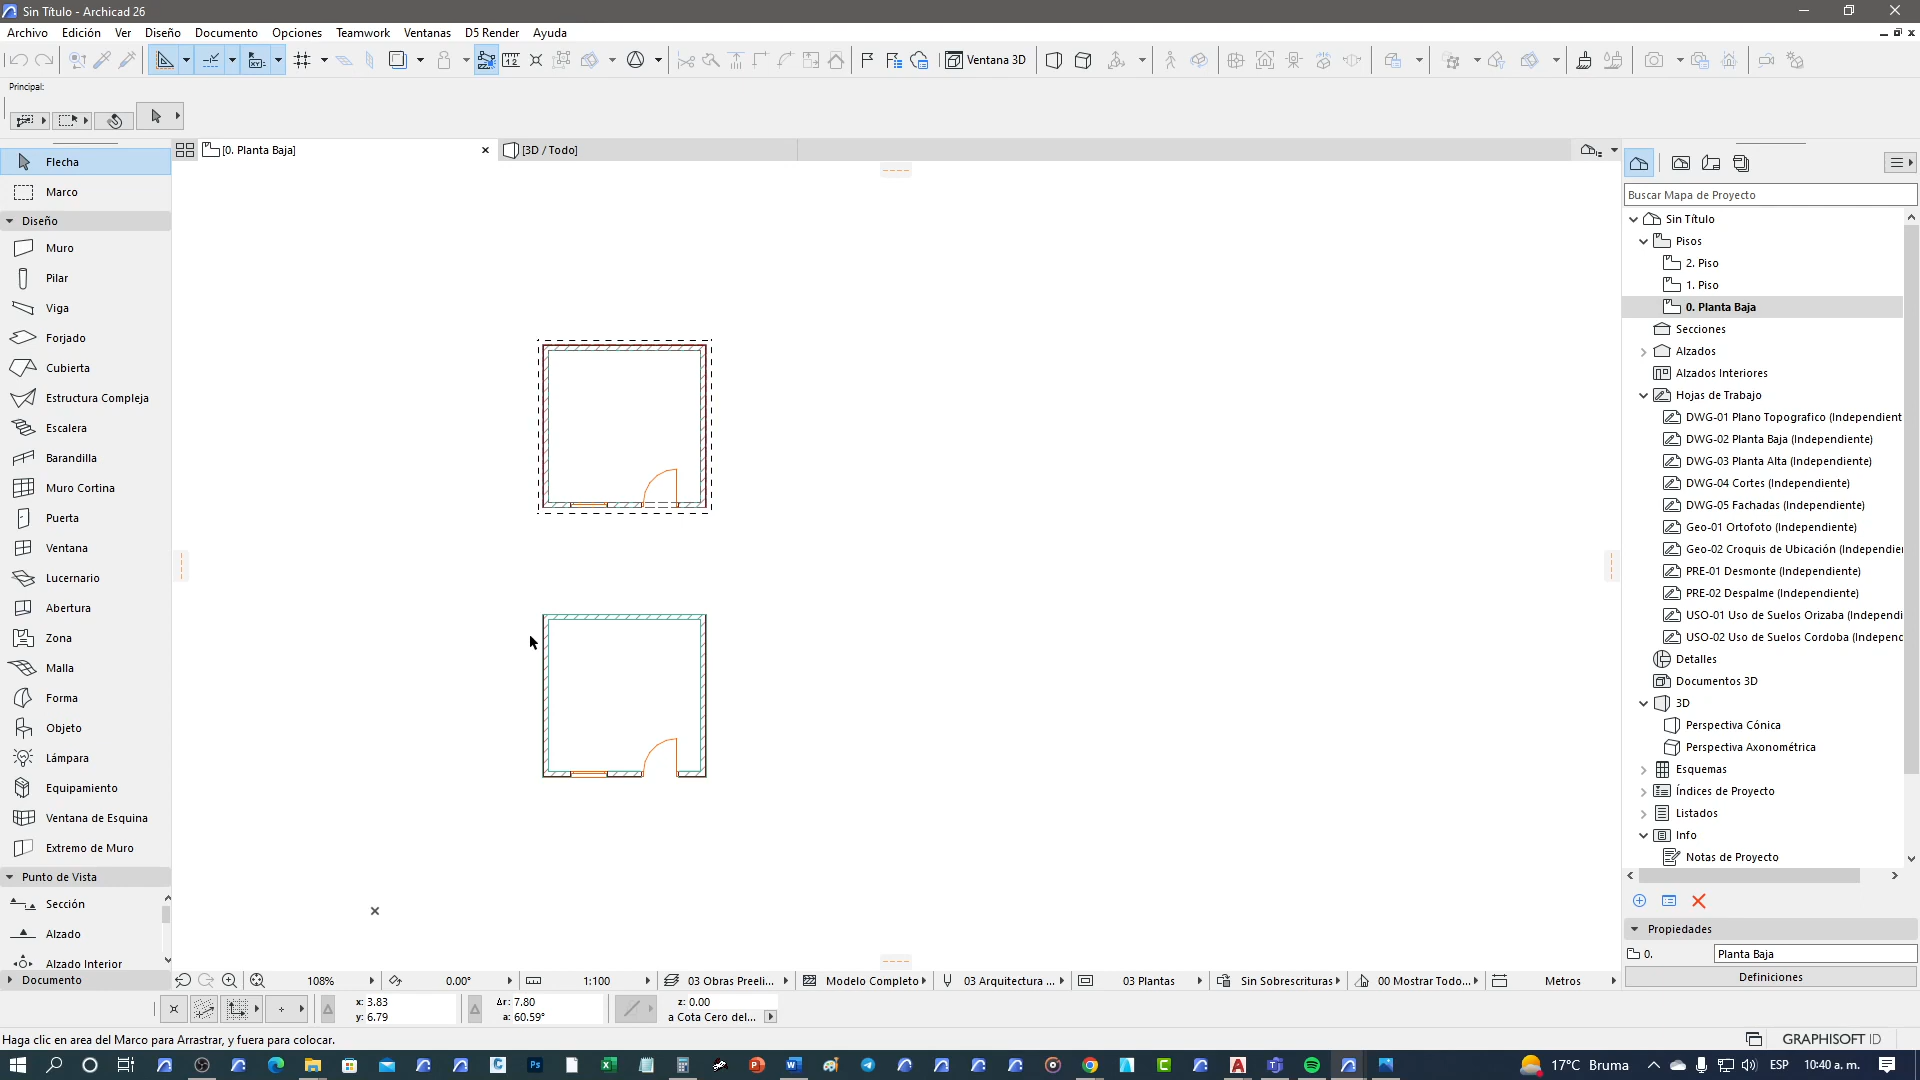 Sin Título - Archicad 26
Archivo Edición Ver Diseño Documento Opciones Teamwork Ventanas D5 Render Ayuda
Ventana 3D
Principal:
[0. Planta Baja] [3D / Todo]
Flecha
Marco
Diseño
Muro
Pilar
Viga
Forjado
Cubierta
Estructura Compleja
Escalera
Barandilla
Muro Cortina
Puerta
Ventana
Lucernario
Abertura
Zona
Malla
Forma
Objeto
Lámpara
Equipamiento
Ventana de Esquina
Extremo de Muro
Punto de Vista
Sección
Alzado
Alzado Interior
Documento
Buscar Mapa de Proyecto
Sin Título
Pisos
2. Piso
1. Piso
0. Planta Baja
Secciones
Alzados
Alzados Interiores
Hojas de Trabajo
DWG-01 Plano Topografico (Independient
DWG-02 Planta Baja (Independiente)
DWG-03 Planta Alta (Independiente)
DWG-04 Cortes (Independiente)
DWG-05 Fachadas (Independiente)
Geo-01 Ortofoto (Independiente)
Geo-02 Croquis de Ubicación (Independie
PRE-01 Desmonte (Independiente)
PRE-02 Despalme (Independiente)
USO-01 Uso de Suelos Orizaba (Independi
USO-02 Uso de Suelos Cordoba (Indepenc
Detalles
Documentos 3D
3D
Perspectiva Cónica
Perspectiva Axonométrica
Esquemas
Índices de Proyecto
Listados
Info
Notas de Proyecto
Propiedades
0. Planta Baja
Definiciones
108% 0.00° 1:100 03 Obras Preeli... Modelo Completo 03 Arquitectura ... 03 Plantas Sin Sobrescrituras 00 Mostrar Todo... Metros
x: 3.83 Δr: 7.80 z: 0.00
y: 6.79 a: 60.59° a Cota Cero del...
Haga clic en area del Marco para Arrastrar, y fuera para colocar.
GRAPHISOFT ID
17°C Bruma ESP 10:40 a. m.